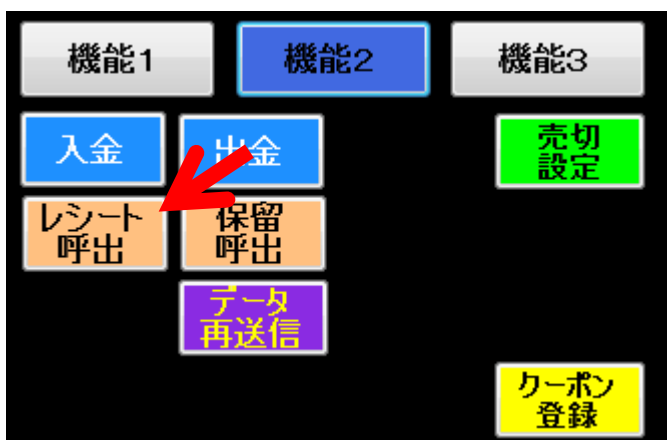 機能1
機能2
機能3
入金
出金
売切
設定
レシート
呼出
保留
呼出
データ
再送信
クーポン
登録